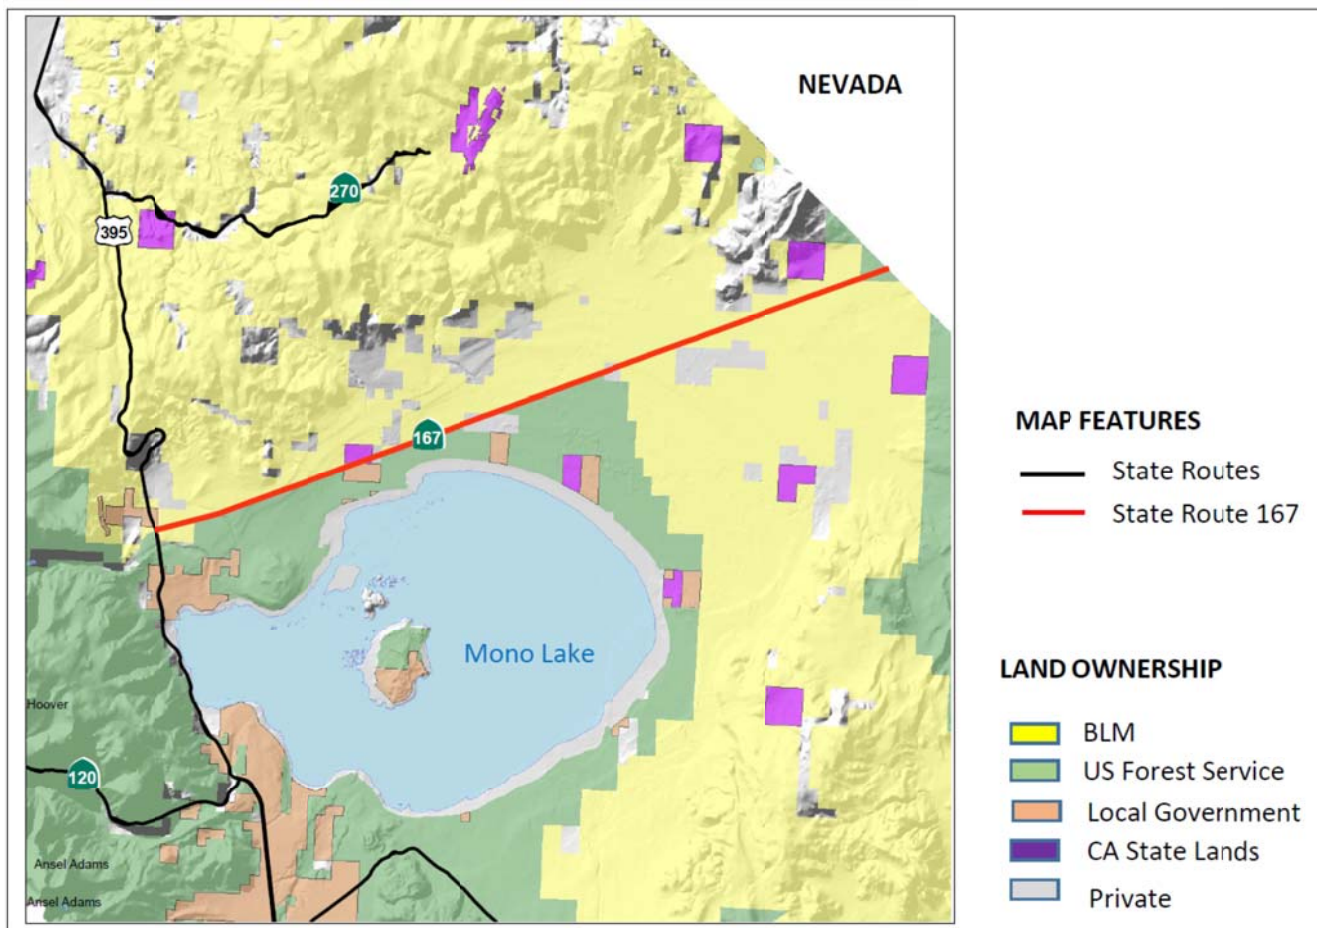 NEVADA
270
395
167
Mono Lake
Hoover
120
Ansel Adams
Ansel Adams
MAP FEATURES
State Routes
State Route 167
LAND OWNERSHIP
BLM
US Forest Service
Local Government
CA State Lands
Private